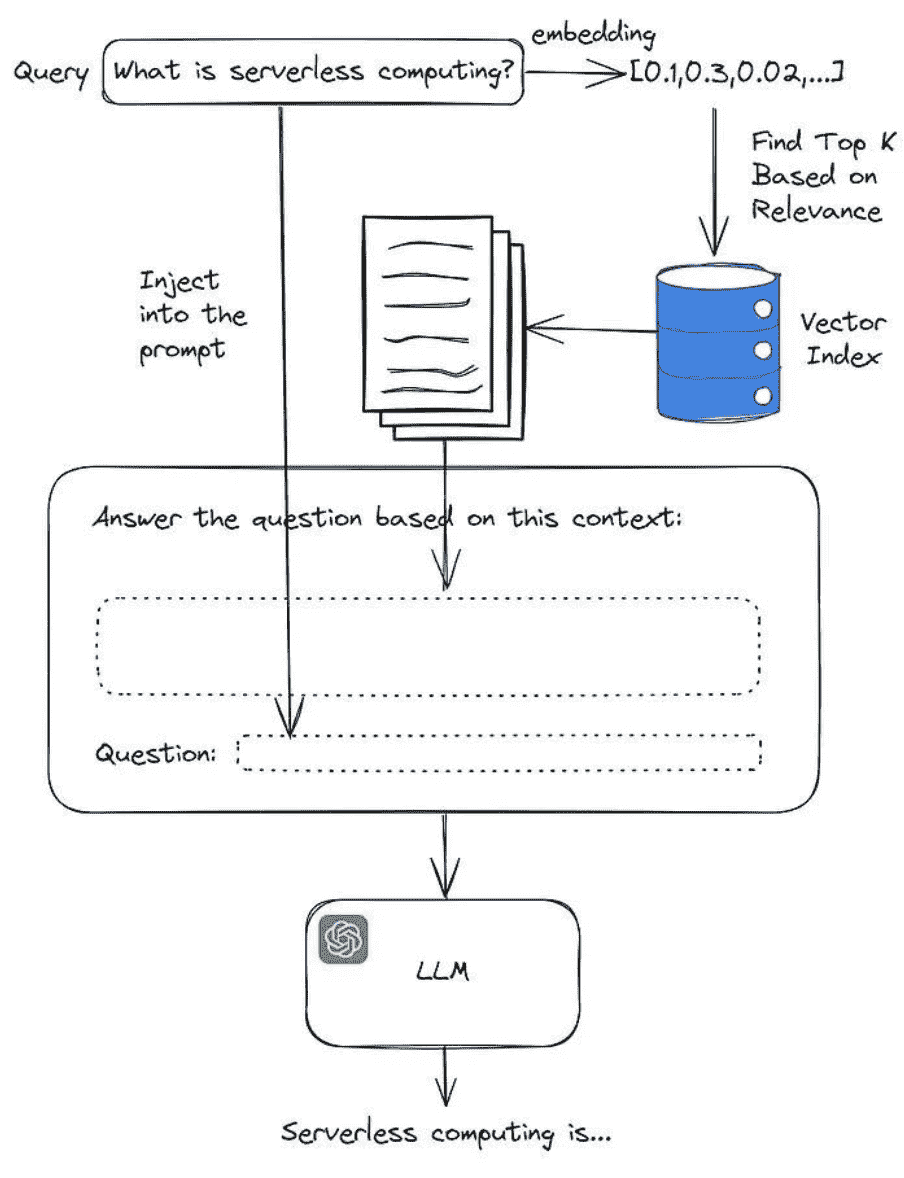 Query
What is serverless computing?
embedding
[0.1,0.3,0.02,...]
Find Top K
Based on
Relevance
Inject
into the
prompt
Vector
Index
Answer the question based on this context:
Question:
LLM
Serverless computing is...